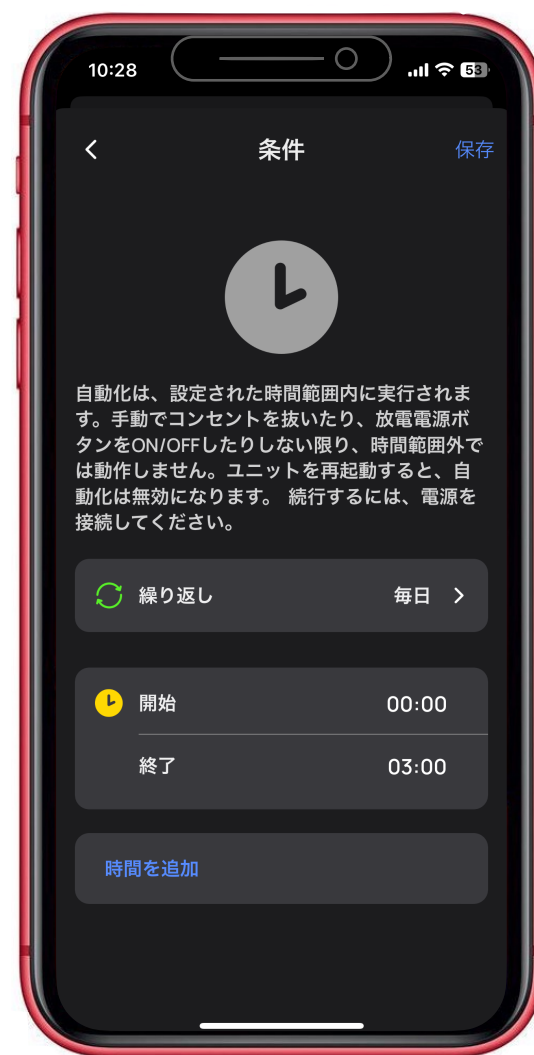 10:28
53
条件
保存
自動化は、設定された時間範囲内に実行されま
す。手動でコンセントを抜いたり、放電電源ボ
タンをON/OFFしたりしない限り、時間範囲外で
は動作しません。ユニットを再起動すると、自
動化は無効になります。 続行するには、電源を
接続してください。
繰り返し 毎日
開始 00:00
終了 03:00
時間を追加